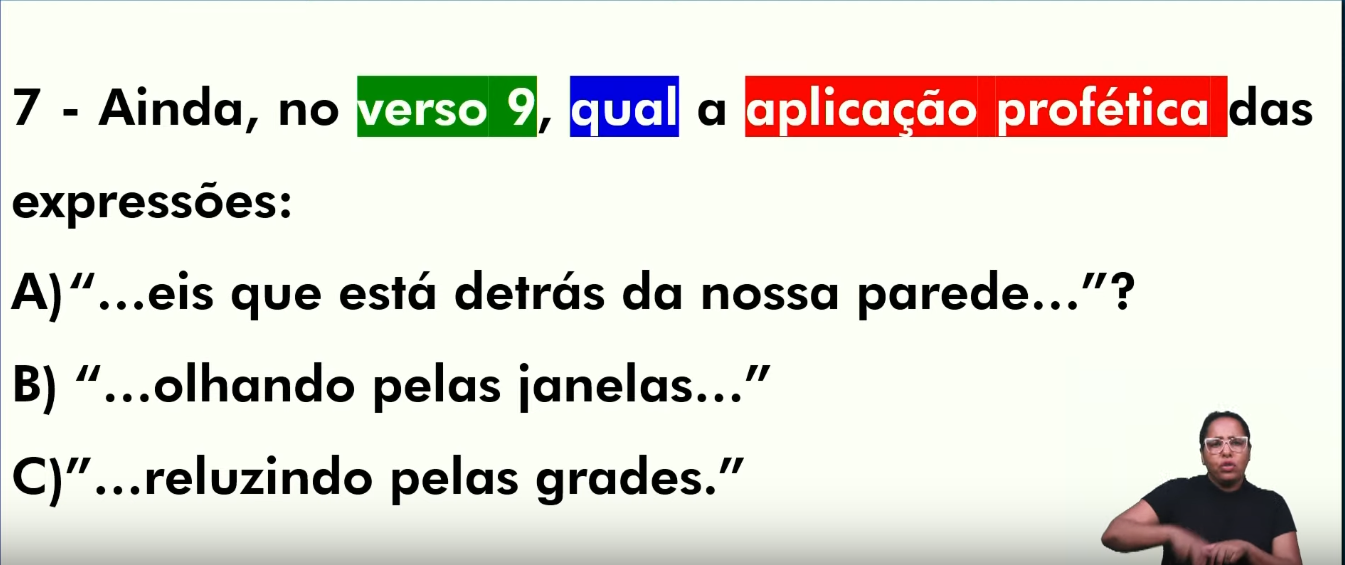 7 - Ainda, no verso 9, qual a aplicação profética das
expressões:
A)“...eis que está detrás da nossa parede...”?
B) “...olhando pelas janelas...”
C)”...reluzindo pelas grades.”